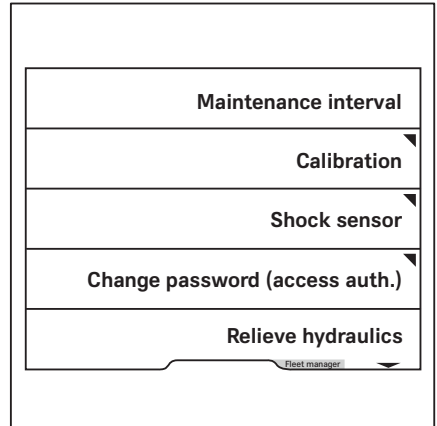 Maintenance interval
Calibration
Shock sensor
Change password (access auth.)
Relieve hydraulics
Fleet manager